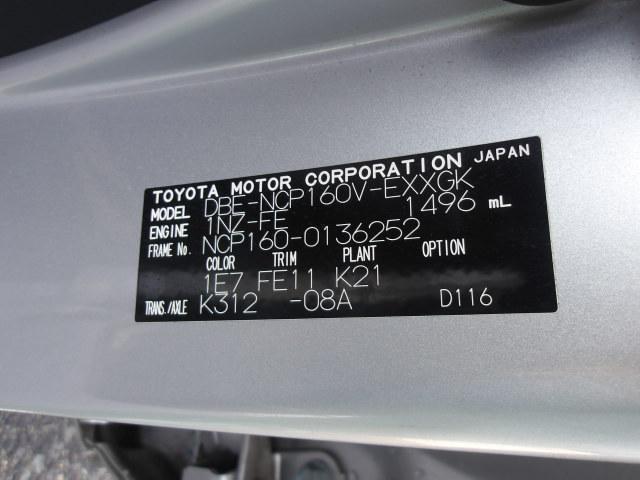 TOYOTA MOTOR CORPORATION JAPAN
MODEL DBE-NCP160V-EXXGK
ENGINE 1NZ-FE 1496 mL
FRAME No. NCP160-0136252
COLOR TRIM PLANT OPTION
1E7 FE11 K21
TRANS./AXLE K312 -08A D116